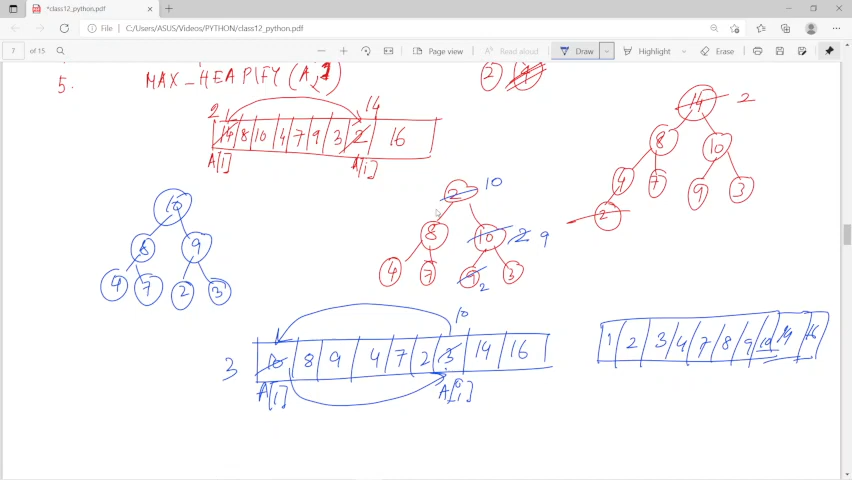 *class12_python.pdf
File C:/Users/ASUS/Videos/PYTHON/class12_python.pdf
7 of 15 Page view Read aloud Draw Highlight Erase
5. MAX_HEAPIFY (A, 1)
2 14
14 8 10 4 7 9 3 2 16
A[i] A[i]
14 2
8 10
4 7 9 3
2
2 10
8 10 2 9
4 7 9 2 3
10
8 9
4 7 2 3
10
3 10 8 9 4 7 2 3 14 16
A[i] A[i]
1 2 3 4 7 8 9 10 14 16